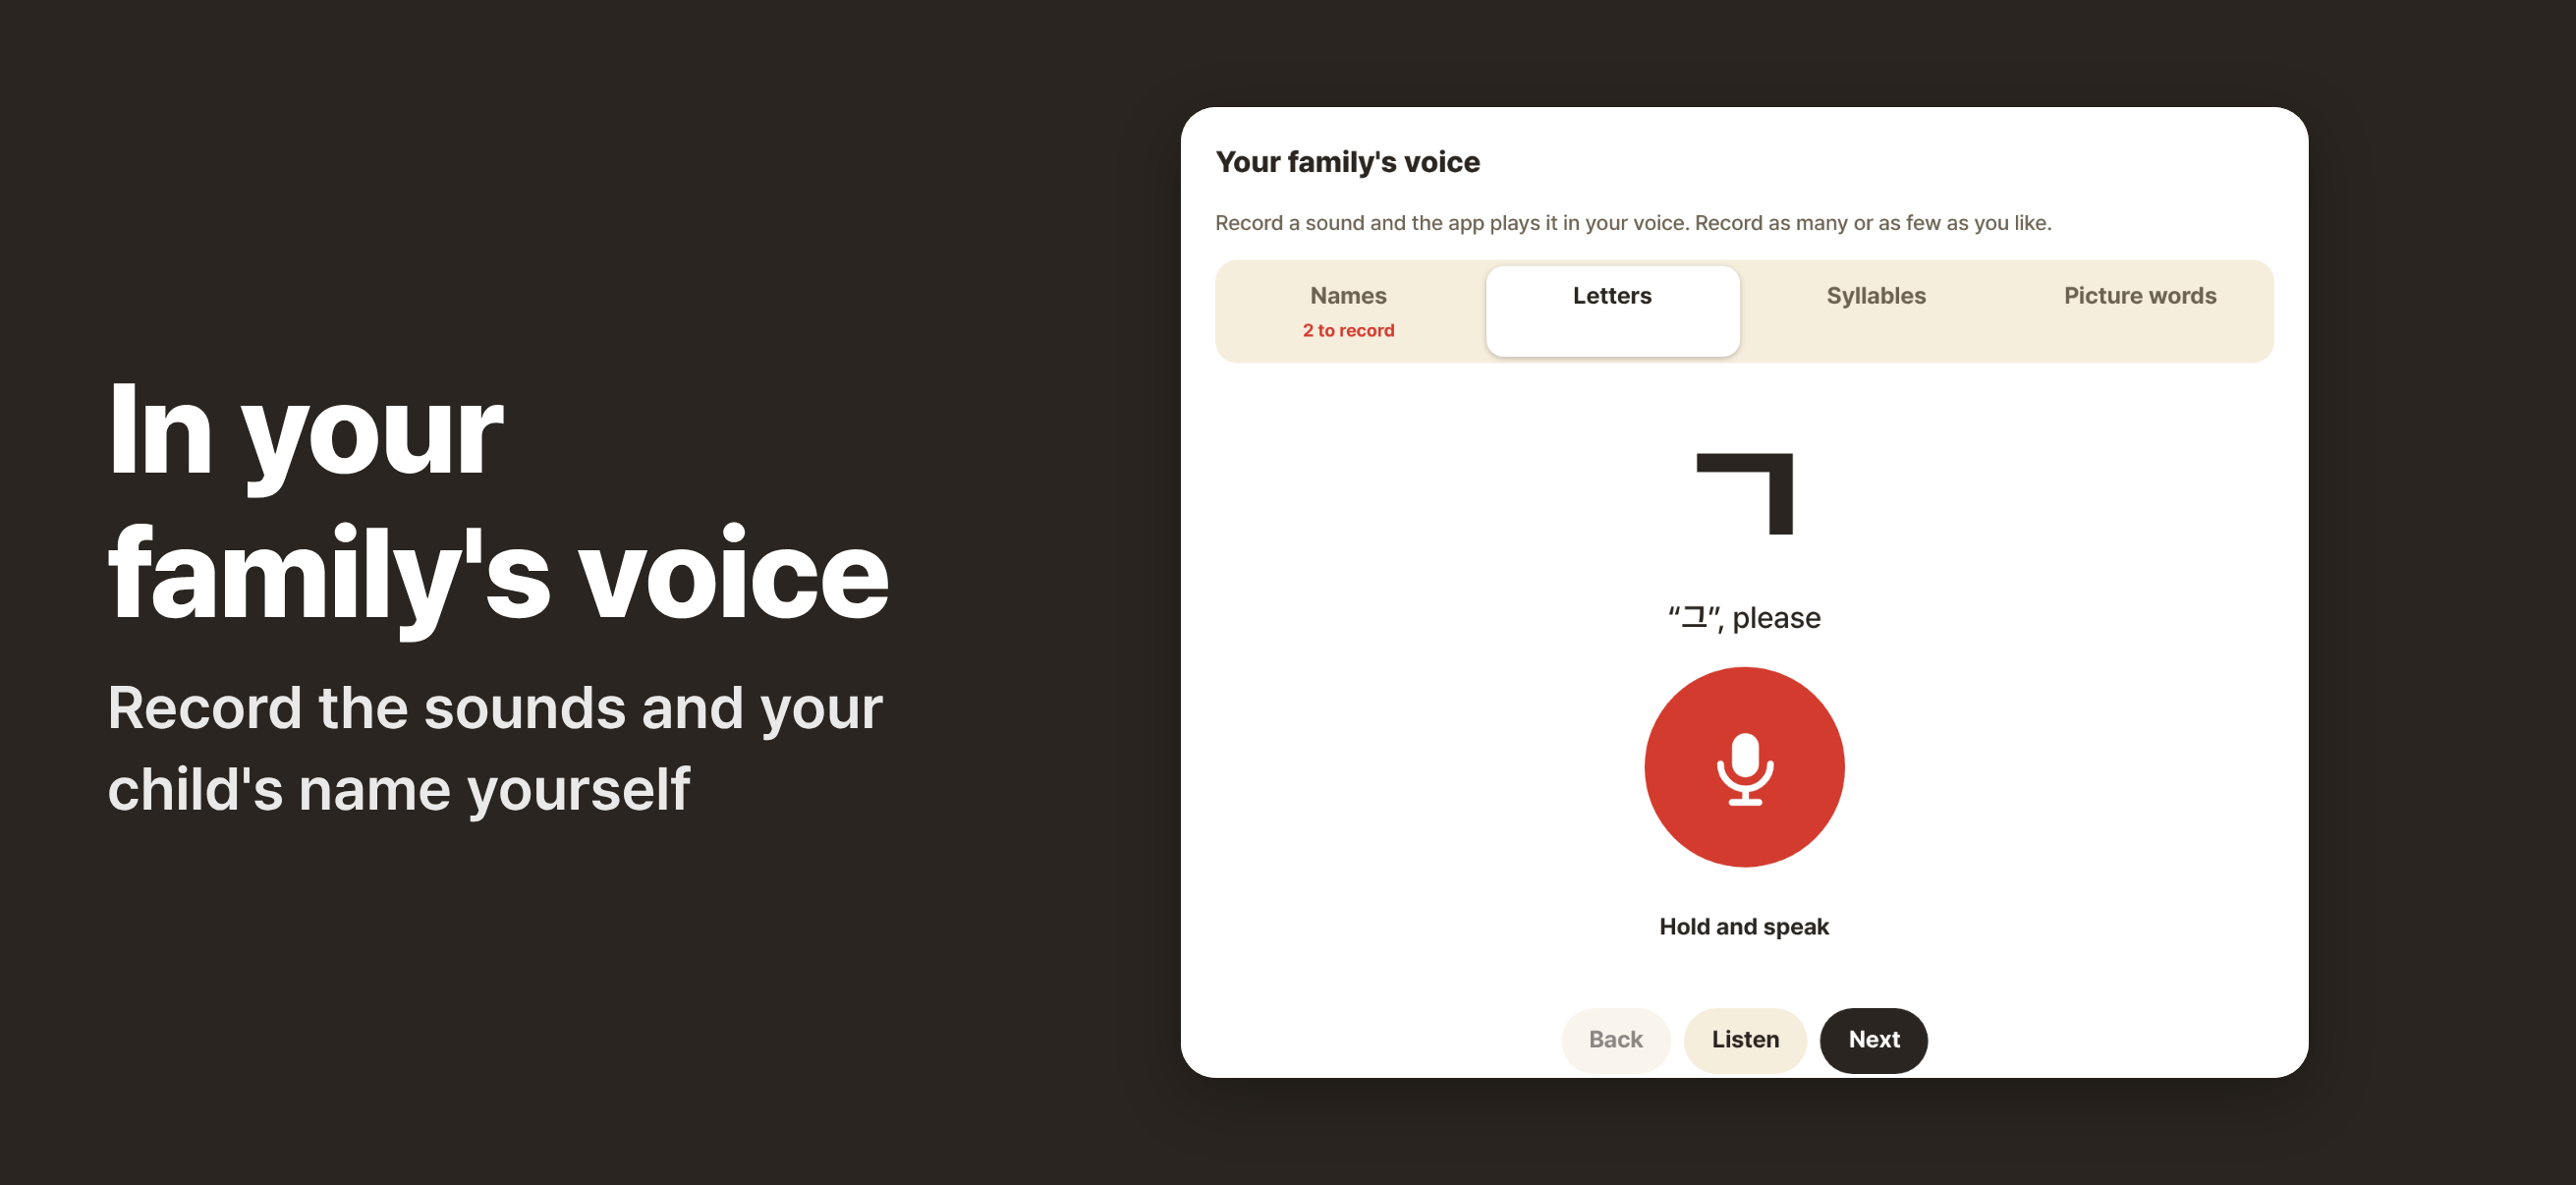 In your
family's voice
Record the sounds and your
child's name yourself
Your family's voice
Record a sound and the app plays it in your voice. Record as many or as few as you like.
Names Letters Syllables Picture words
2 to record
ㄱ
“그”, please
Hold and speak
Back Listen Next